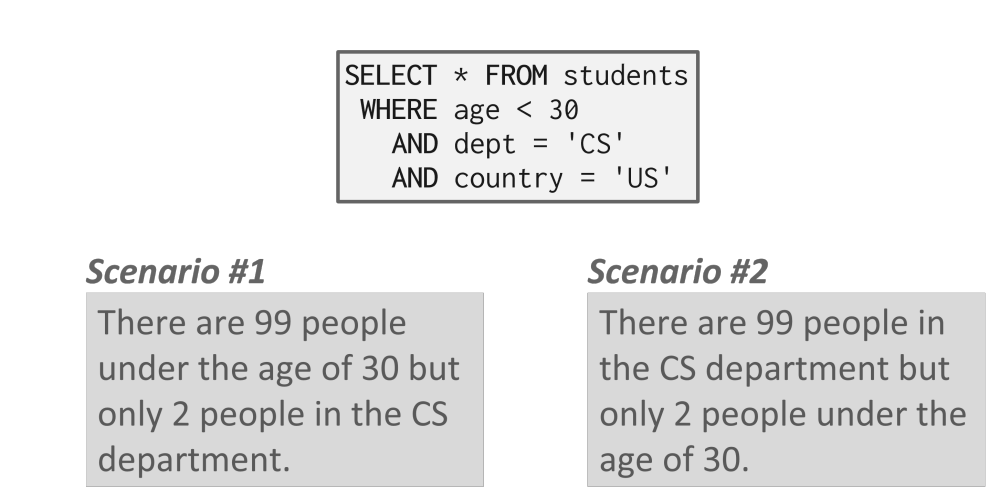 SELECT * FROM students
WHERE age < 30
AND dept = 'CS'
AND country = 'US'
Scenario #1
There are 99 people
under the age of 30 but
only 2 people in the CS
department.
Scenario #2
There are 99 people in
the CS department but
only 2 people under the
age of 30.